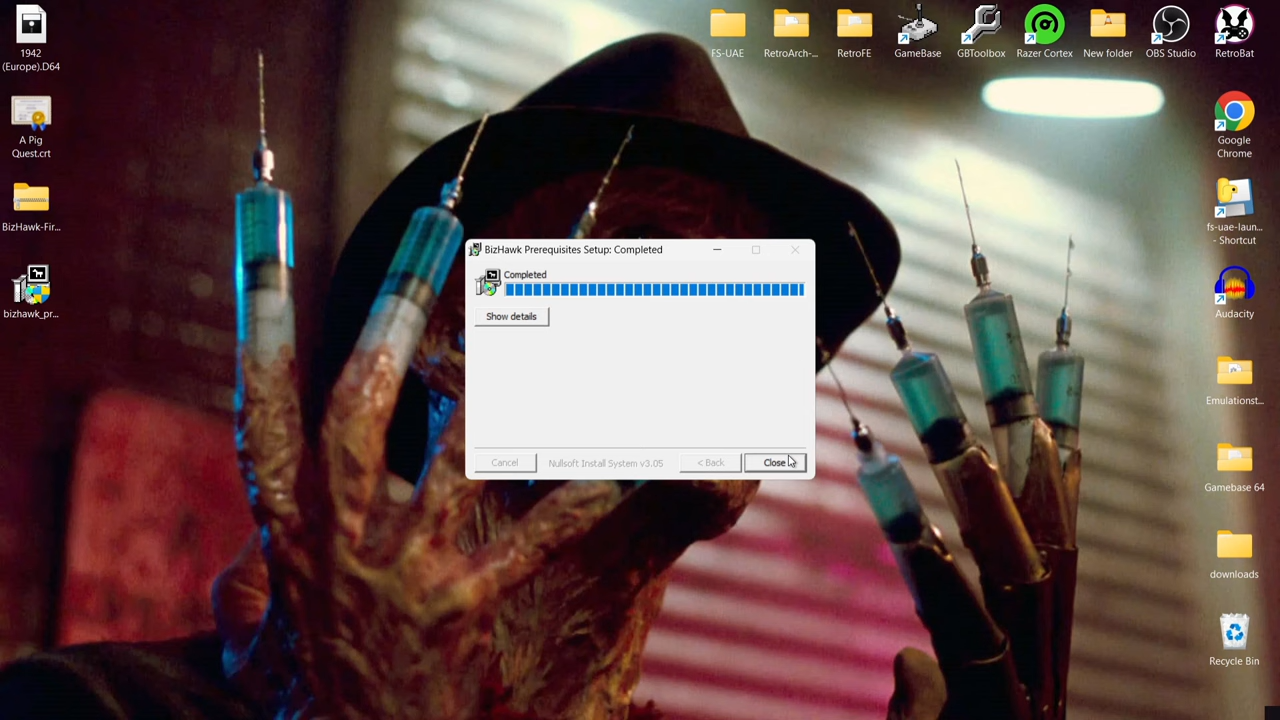 1942
(Europe).D64
A Pig
Quest.crt
BizHawk-Fir...
bizhawk_pr...
FS-UAE
RetroArch-...
RetroFE
GameBase
GBToolbox
Razer Cortex
New folder
OBS Studio
RetroBat
Google
Chrome
fs-uae-laun...
- Shortcut
Audacity
Emulationst...
Gamebase 64
downloads
Recycle Bin
BizHawk Prerequisites Setup: Completed
Completed
Show details
Cancel
Nullsoft Install System v3.05
< Back
Close